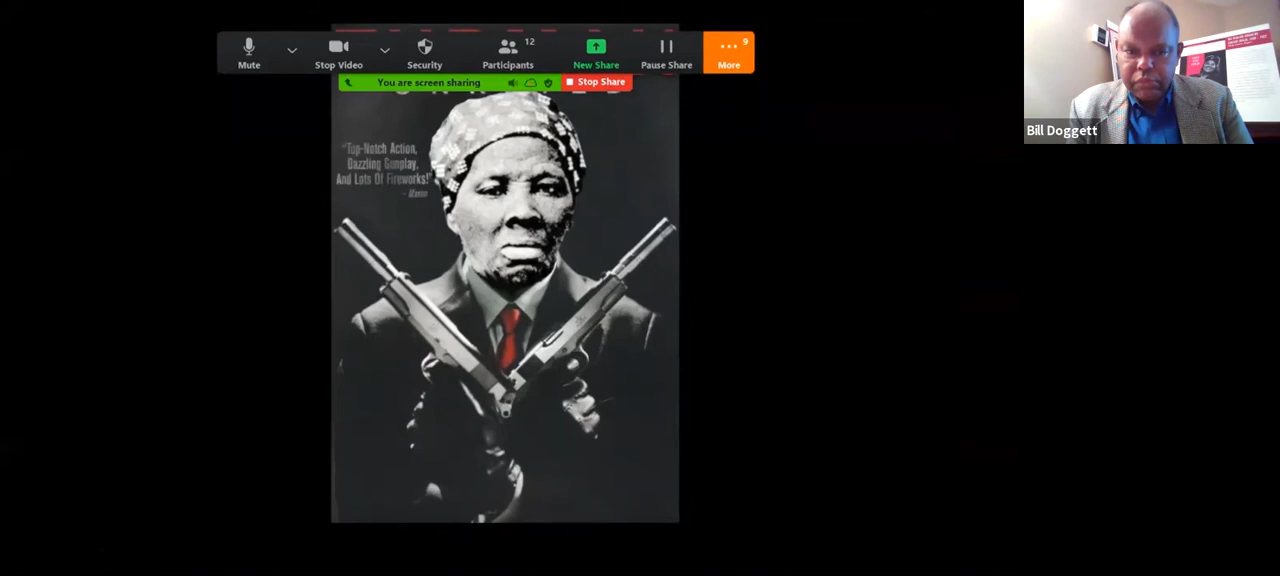 12
9
Mute
Stop Video
Security
Participants
New Share
Pause Share
More
You are screen sharing
Stop Share
Bill Doggett
"Top-Notch Action,
Dazzling Gunplay,
And Lots Of Fireworks!"
- Maxim